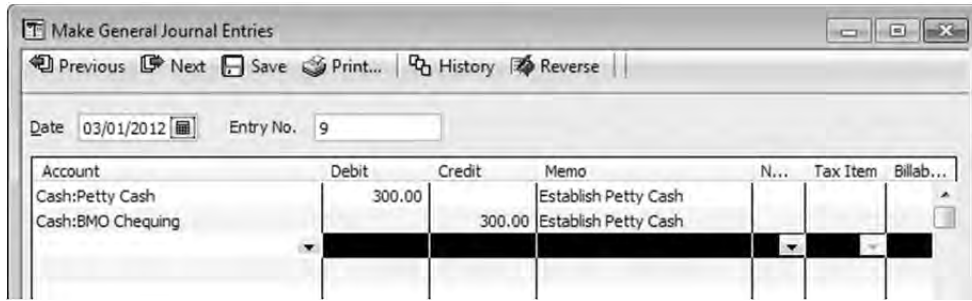 Make General Journal Entries
Previous Next Save Print... History Reverse
Date 03/01/2012 Entry No. 9
Account Debit Credit Memo N... Tax Item Billab...
Cash:Petty Cash 300.00 Establish Petty Cash
Cash:BMO Chequing 300.00 Establish Petty Cash